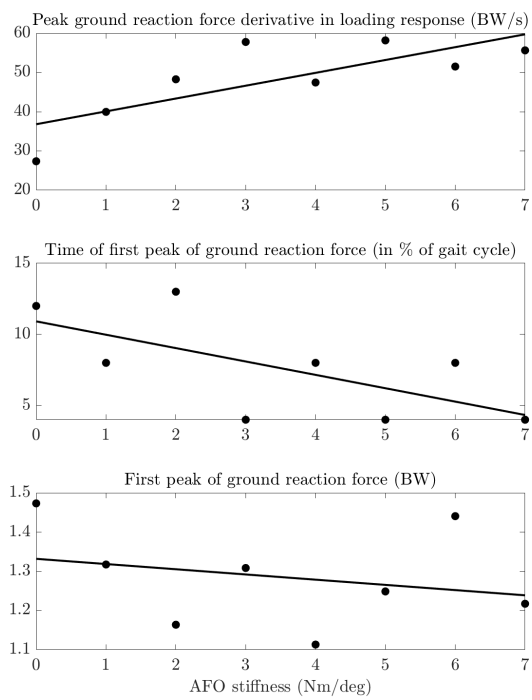 Peak ground reaction force derivative in loading response (BW/s)
60
50
40
30
20
0 1 2 3 4 5 6 7
Time of first peak of ground reaction force (in % of gait cycle)
15
10
5
0 1 2 3 4 5 6 7
First peak of ground reaction force (BW)
1.5
1.4
1.3
1.2
1.1
0 1 2 3 4 5 6 7
AFO stiffness (Nm/deg)